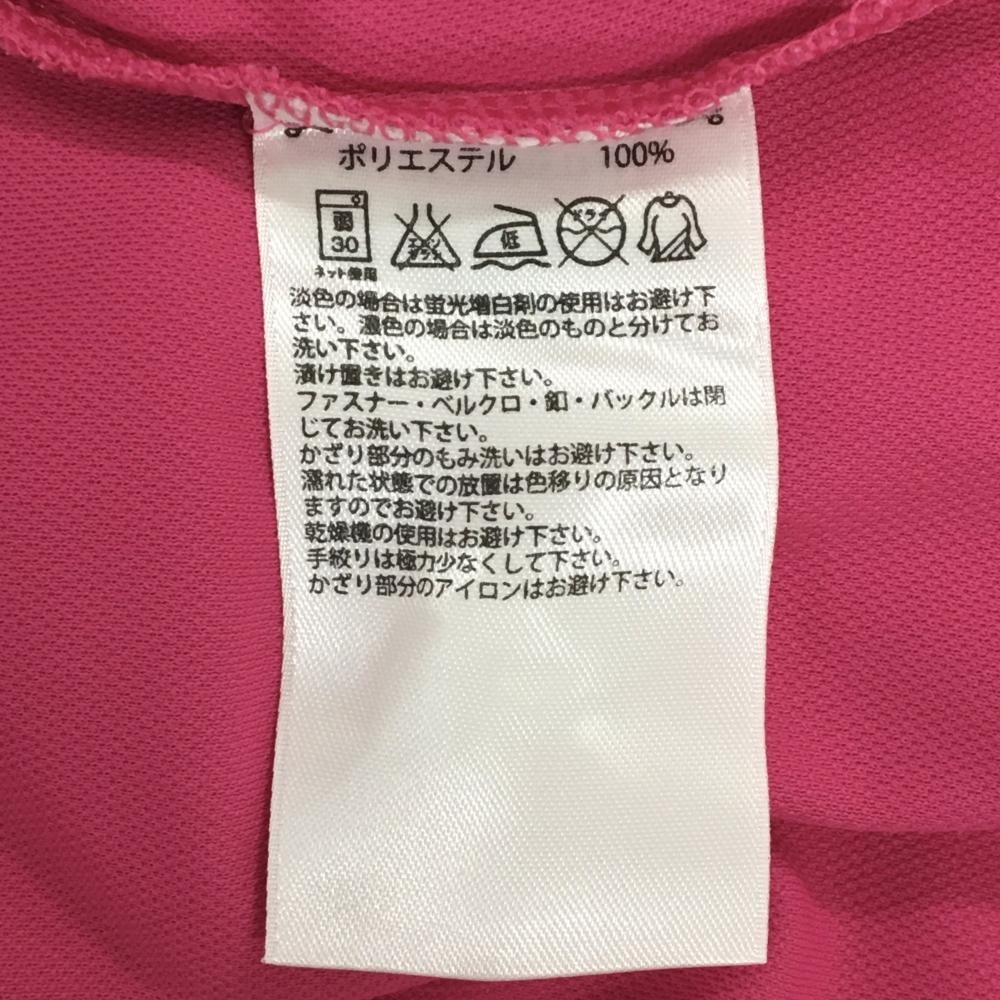 ポリエステル 100%
弱
30
エンソ
サラシ
低
ドライ
ネット使用
淡色の場合は蛍光増白剤の使用はお避け下
さい。濃色の場合は淡色のものと分けてお
洗い下さい。
漬け置きはお避け下さい。
ファスナー・ベルクロ・釦・バックルは閉
じてお洗い下さい。
かざり部分のもみ洗いはお避け下さい。
濡れた状態での放置は色移りの原因となり
ますのでお避け下さい。
乾燥機の使用はお避け下さい。
手絞りは極力少なくして下さい。
かざり部分のアイロンはお避け下さい。